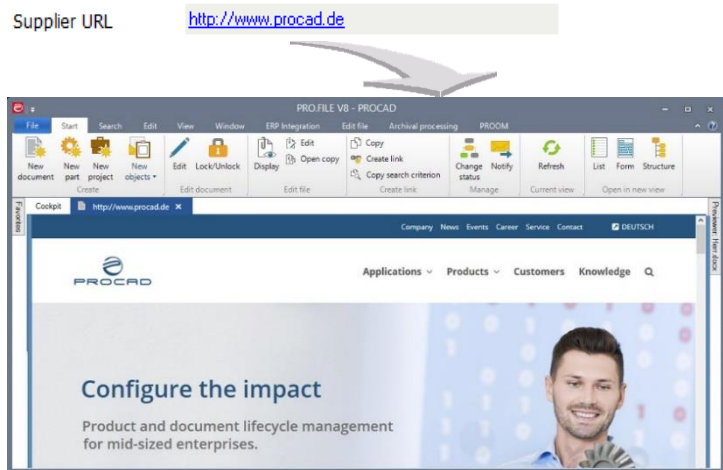 Supplier URL http://www.procad.de
PRO.FILE V8 - PROCAD
File Start Search Edit View Window ERP Integration Edit file Archival processing PROOM
New document New part New project New objects Edit Lock/Unlock Display Edit Open copy Copy Create link Copy search criterion Change status Notify Refresh List Form Structure
Create Edit document Edit file Create link Manage Current view Open in new view
Favorites Cockpit http://www.procad.de Previewer: Herr.docx
Company News Events Career Service Contact DEUTSCH
PROCAD Applications Products Customers Knowledge
Configure the impact
Product and document lifecycle management
for mid-sized enterprises.